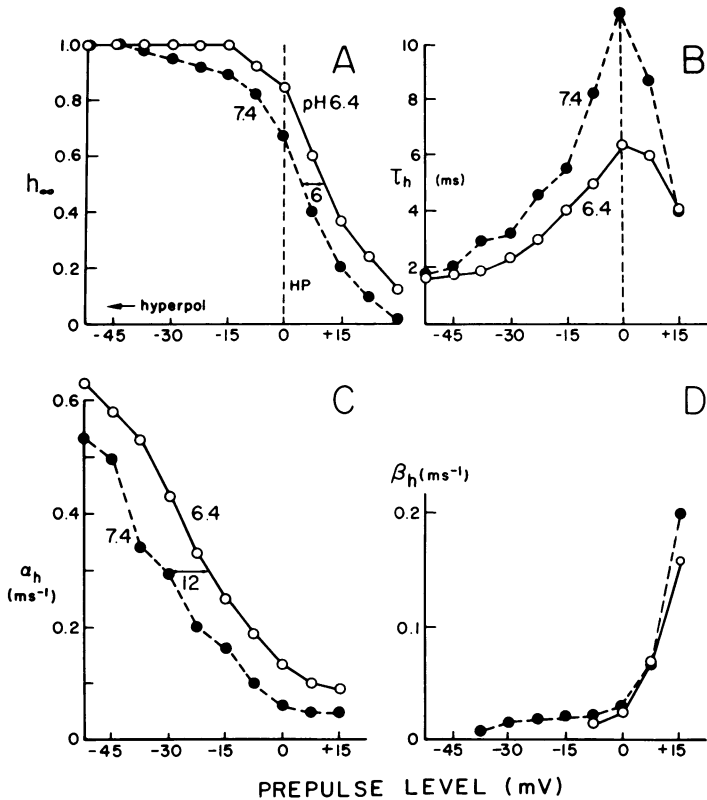 A
1.0
0.8
0.6
0.4
0.2
0
h∞
pH 6.4
7.4
6
HP
← hyperpol
-45 -30 -15 0 +15
B
10
8
6
4
2
τh (ms)
7.4
6.4
-45 -30 -15 0 +15
C
0.6
0.4
0.2
0
αh
(ms⁻¹)
6.4
7.4
12
-45 -30 -15 0 +15
D
βh (ms⁻¹)
0.2
0.1
0
-45 -30 -15 0 +15
PREPULSE LEVEL (mV)